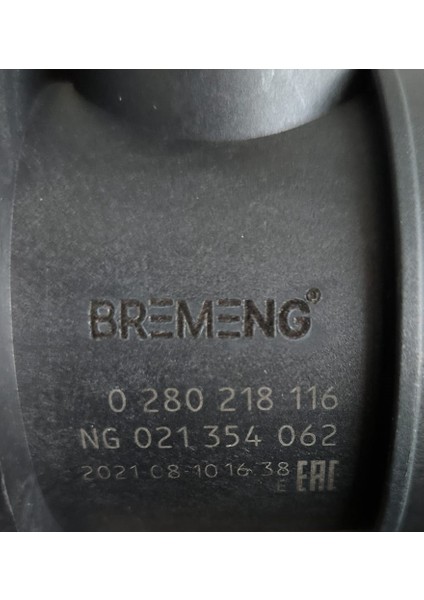 BREMENG®
0 280 218 116
NG 021 354 062
2021-08-10 16:38
E EAC